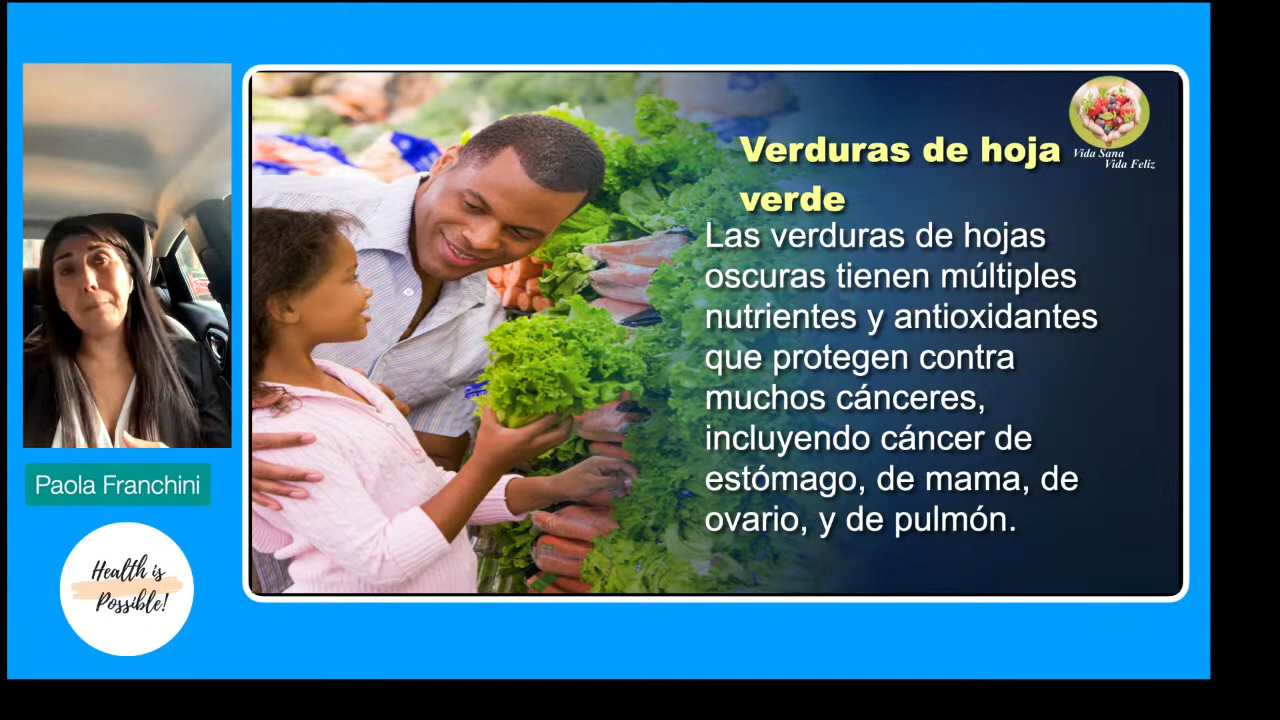 Verduras de hoja
verde
Vida Sana
Vida Feliz
Las verduras de hojas
oscuras tienen múltiples
nutrientes y antioxidantes
que protegen contra
muchos cánceres,
incluyendo cáncer de
estómago, de mama, de
ovario, y de pulmón.
Paola Franchini
Health is
Possible!